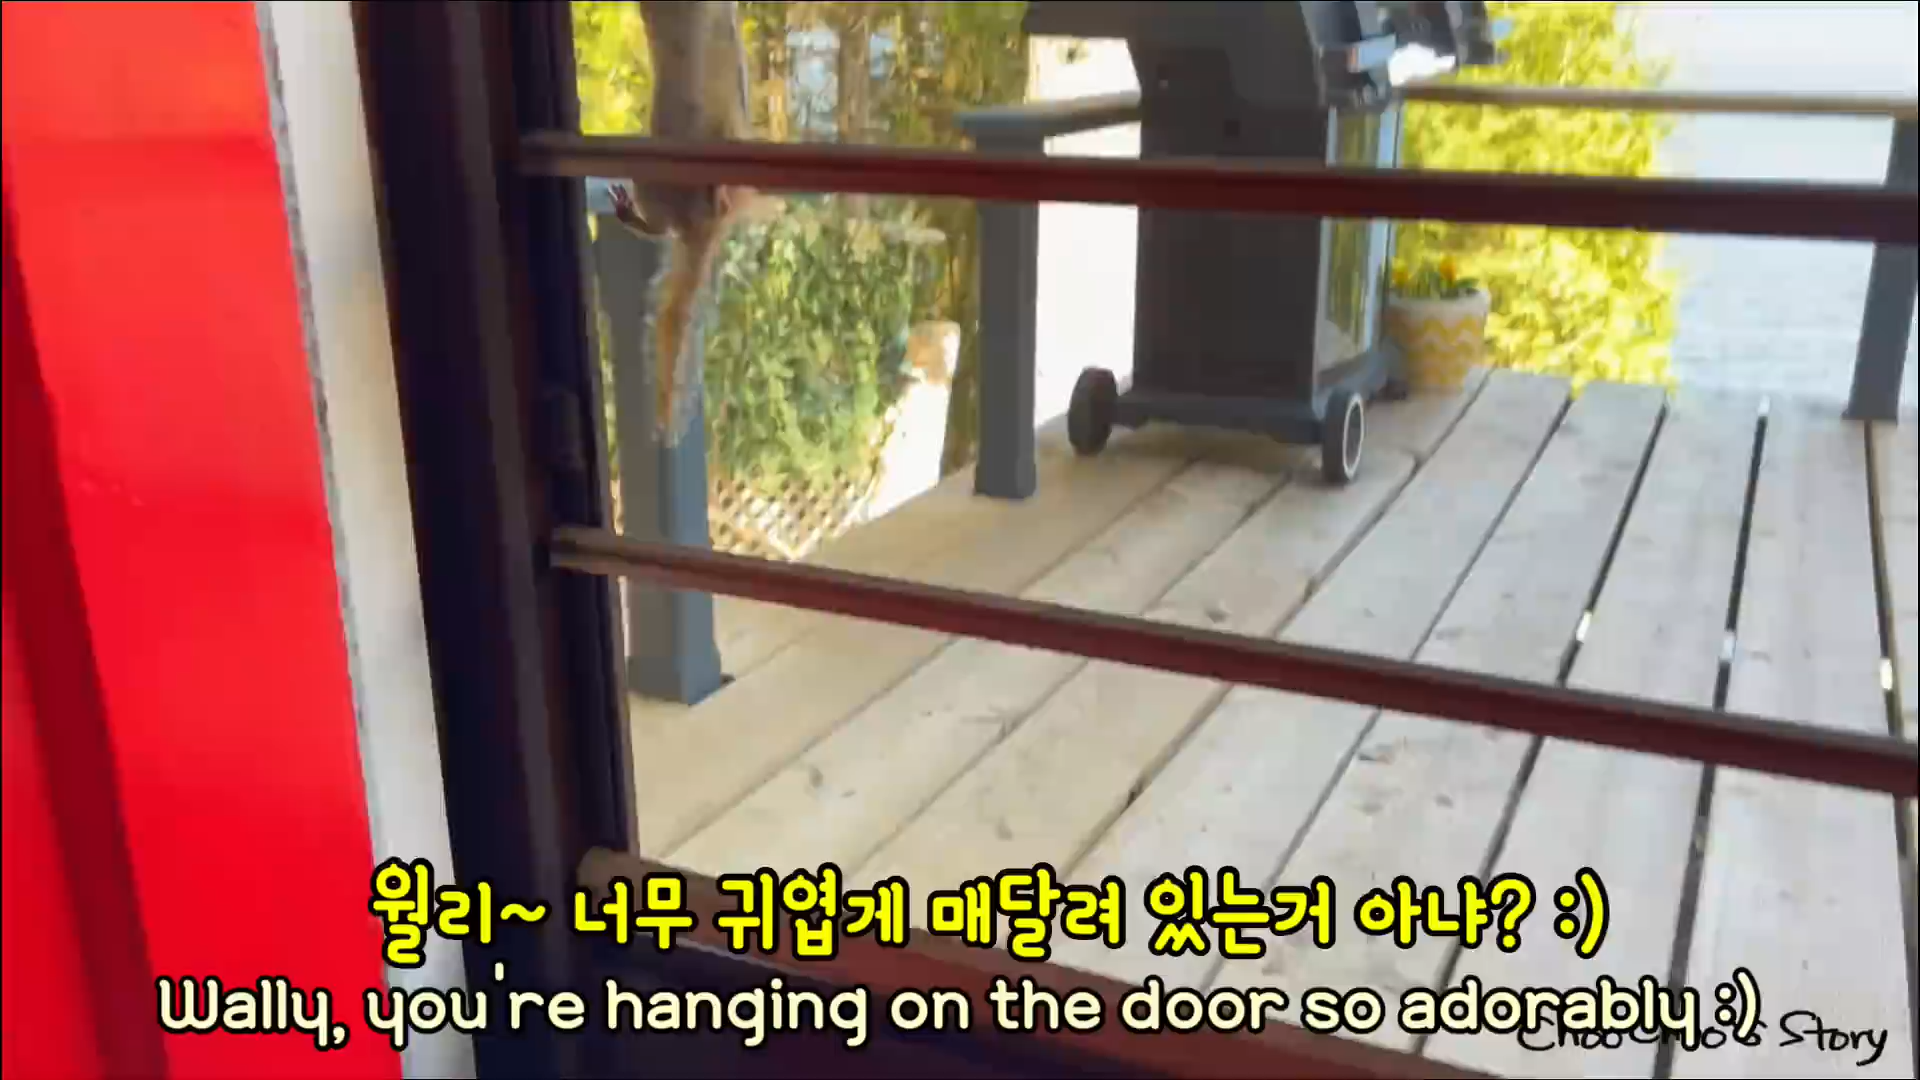 월리~ 너무 귀엽게 매달려 있는거 아냐? :)
Wally, you're hanging on the door so adorably :)
Story